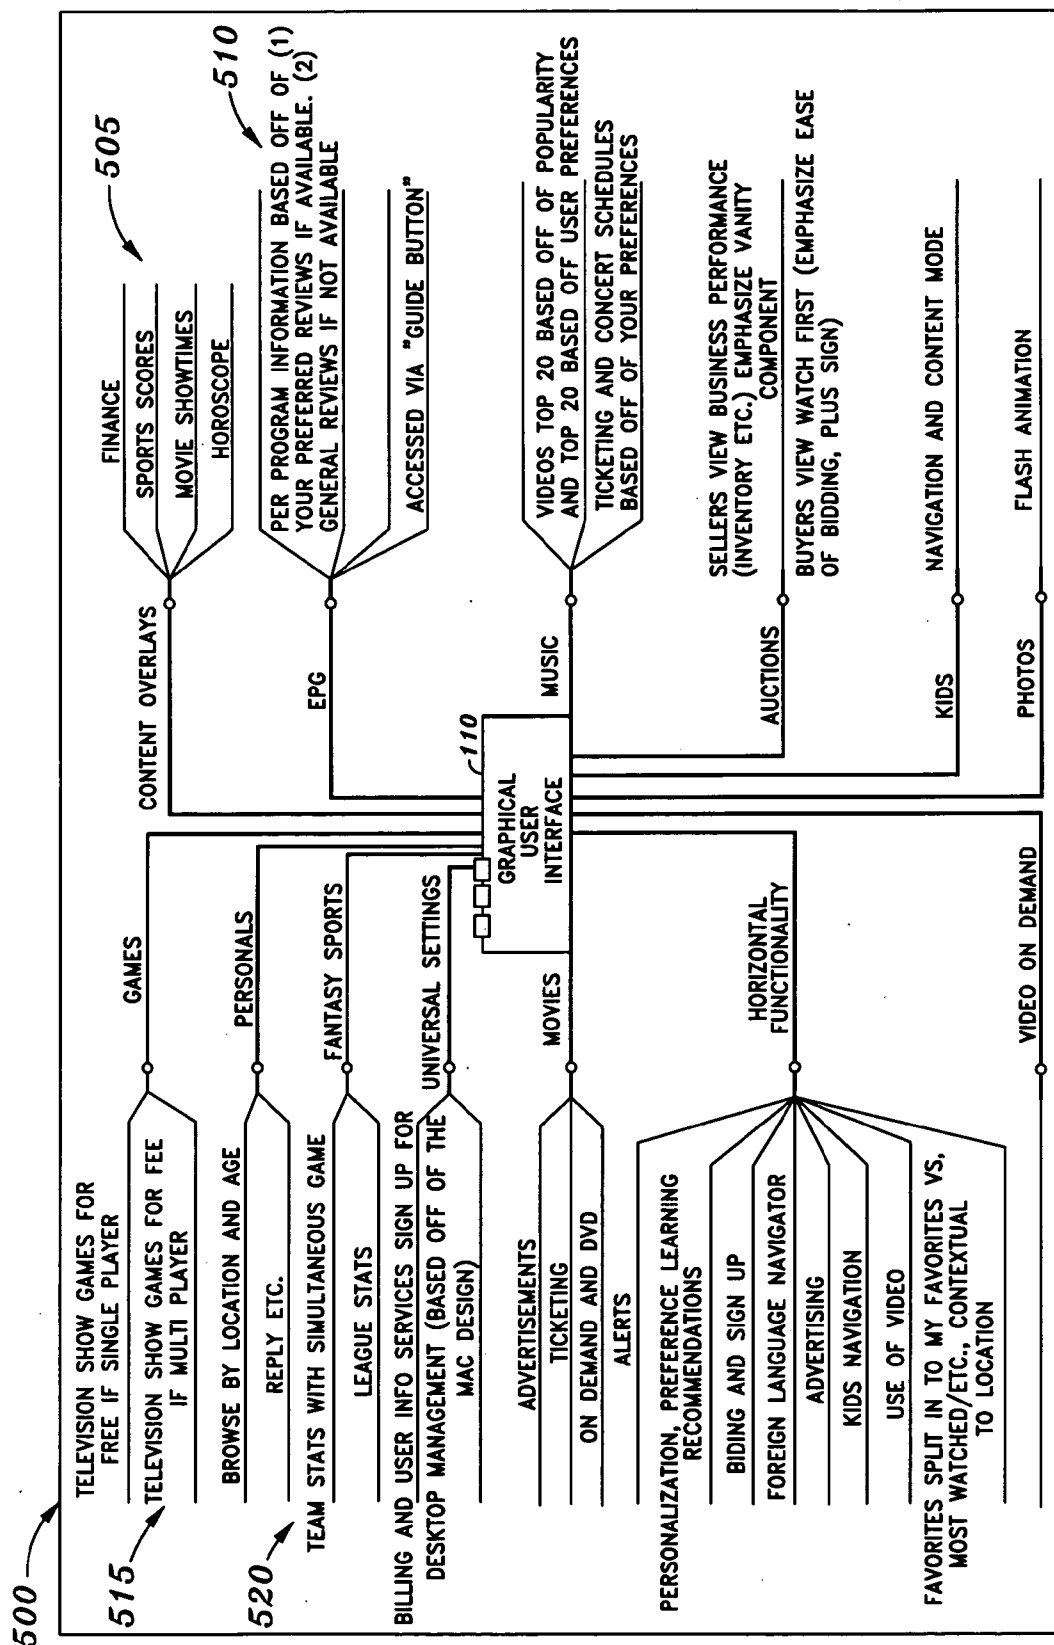 500
515
TELEVISION SHOW GAMES FOR
FREE IF SINGLE PLAYER
TELEVISION SHOW GAMES FOR FEE
IF MULTI PLAYER
GAMES
BROWSE BY LOCATION AND AGE
REPLY ETC.
PERSONALS
520
TEAM STATS WITH SIMULTANEOUS GAME
LEAGUE STATS
FANTASY SPORTS
BILLING AND USER INFO SERVICES SIGN UP FOR
DESKTOP MANAGEMENT (BASED OFF OF THE
MAC DESIGN)
UNIVERSAL SETTINGS
ADVERTISEMENTS
TICKETING
ON DEMAND AND DVD
MOVIES
ALERTS
PERSONALIZATION, PREFERENCE LEARNING
RECOMMENDATIONS
BIDING AND SIGN UP
FOREIGN LANGUAGE NAVIGATOR
ADVERTISING
KIDS NAVIGATION
USE OF VIDEO
FAVORITES SPLIT IN TO MY FAVORITES VS,
MOST WATCHED/ETC., CONTEXTUAL
TO LOCATION
HORIZONTAL
FUNCTIONALITY
VIDEO ON DEMAND
110
GRAPHICAL
USER
INTERFACE
CONTENT OVERLAYS
FINANCE
SPORTS SCORES
MOVIE SHOWTIMES
HOROSCOPE
505
EPG
PER PROGRAM INFORMATION BASED OFF OF (1)
YOUR PREFERRED REVIEWS IF AVAILABLE. (2)
GENERAL REVIEWS IF NOT AVAILABLE
510
ACCESSED VIA "GUIDE BUTTON"
MUSIC
VIDEOS TOP 20 BASED OFF OF POPULARITY
AND TOP 20 BASED OFF USER PREFERENCES
TICKETING AND CONCERT SCHEDULES
BASED OFF OF YOUR PREFERENCES
AUCTIONS
SELLERS VIEW BUSINESS PERFORMANCE
(INVENTORY ETC.) EMPHASIZE VANITY
COMPONENT
BUYERS VIEW WATCH FIRST (EMPHASIZE EASE
OF BIDDING, PLUS SIGN)
KIDS
NAVIGATION AND CONTENT MODE
PHOTOS
FLASH ANIMATION